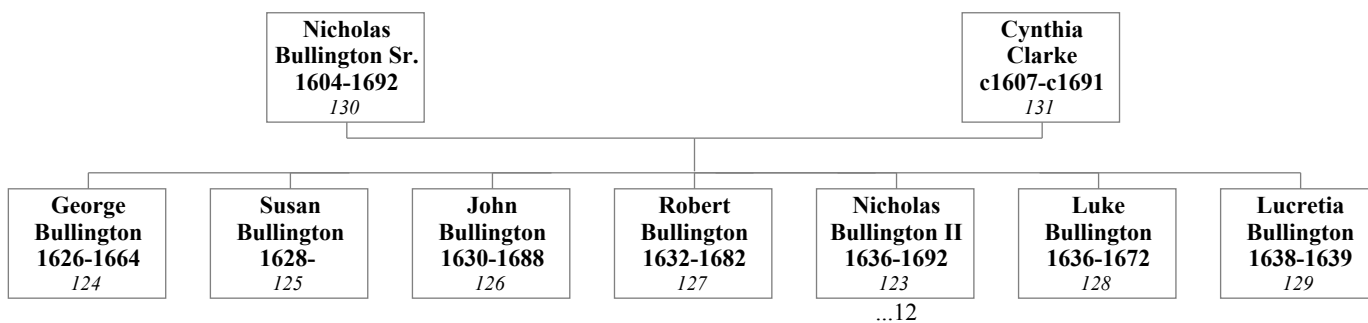 Nicholas
Bullington Sr.
1604-1692
130
Cynthia
Clarke
c1607-c1691
131
George
Bullington
1626-1664
124
Susan
Bullington
1628-
125
John
Bullington
1630-1688
126
Robert
Bullington
1632-1682
127
Nicholas
Bullington II
1636-1692
123
...12
Luke
Bullington
1636-1672
128
Lucretia
Bullington
1638-1639
129